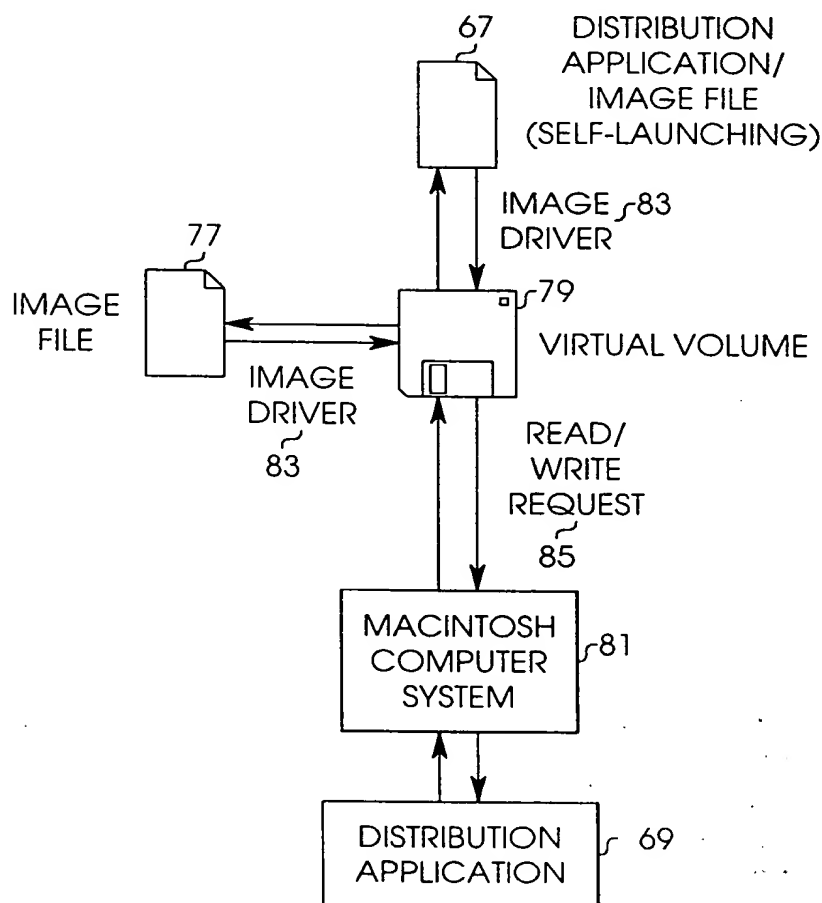 67
DISTRIBUTION
APPLICATION/
IMAGE FILE
(SELF-LAUNCHING)
IMAGE 83
DRIVER
77
IMAGE
FILE
79
VIRTUAL VOLUME
IMAGE
DRIVER
83
READ/
WRITE
REQUEST
85
MACINTOSH
COMPUTER
SYSTEM
81
DISTRIBUTION
APPLICATION
69